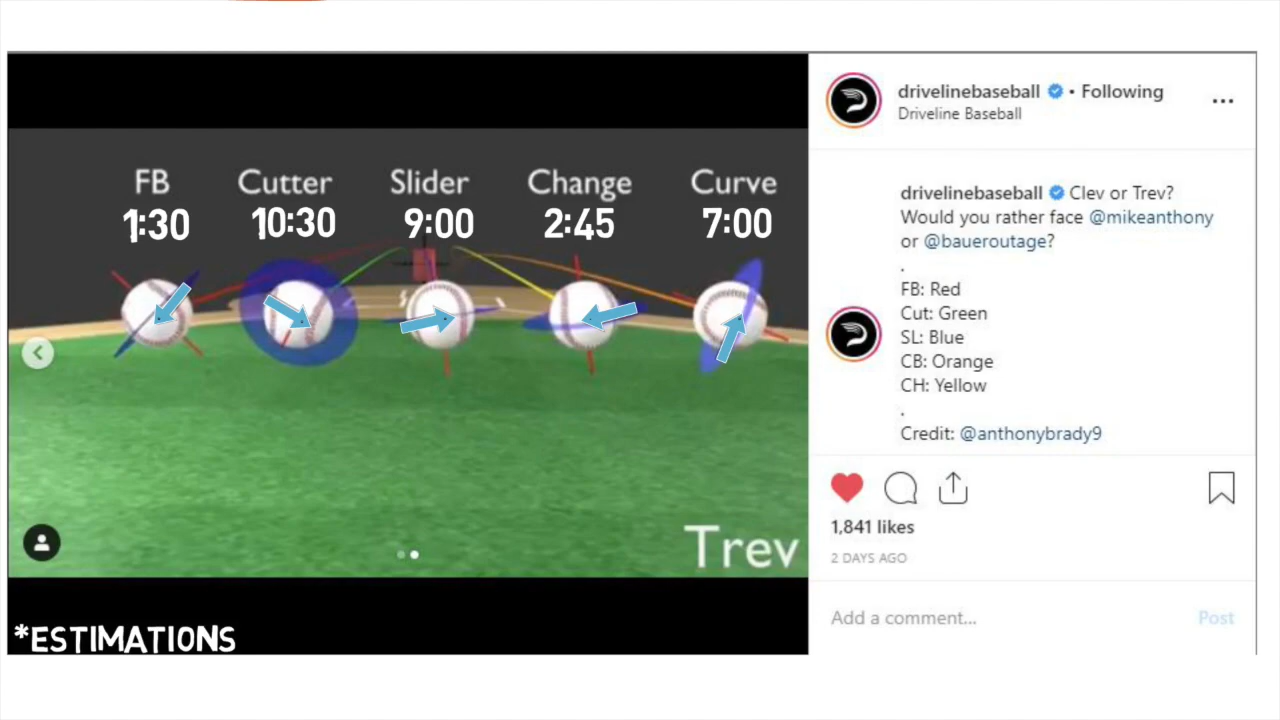 FB Cutter Slider Change Curve
1:30 10:30 9:00 2:45 7:00
Trev
*ESTIMATIONS
drivelinebaseball • Following
Driveline Baseball
drivelinebaseball Clev or Trev?
Would you rather face @mikeanthony
or @baueroutage?
.
FB: Red
Cut: Green
SL: Blue
CB: Orange
CH: Yellow
.
Credit: @anthonybrady9
1,841 likes
2 DAYS AGO
Add a comment... Post